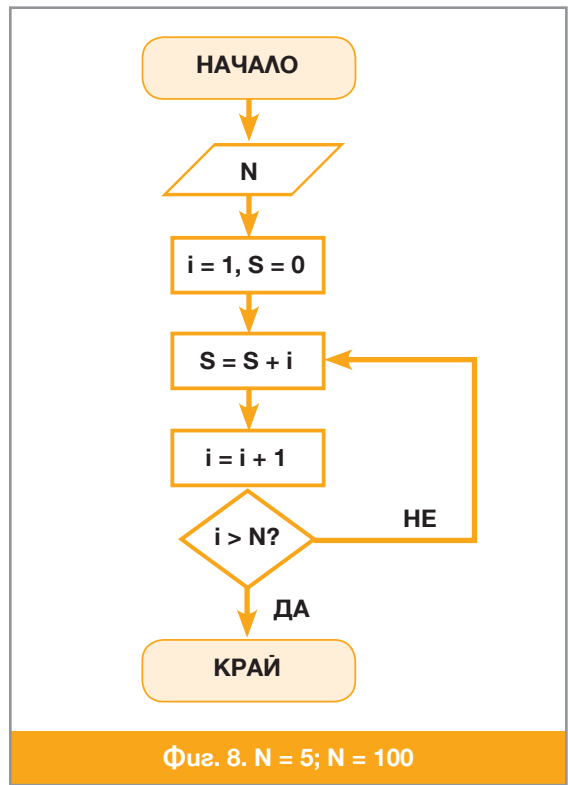 НАЧАЛО
N
i = 1, S = 0
S = S + i
i = i + 1
i > N?
НЕ
ДА
КРАЙ
Фиг. 8. N = 5; N = 100